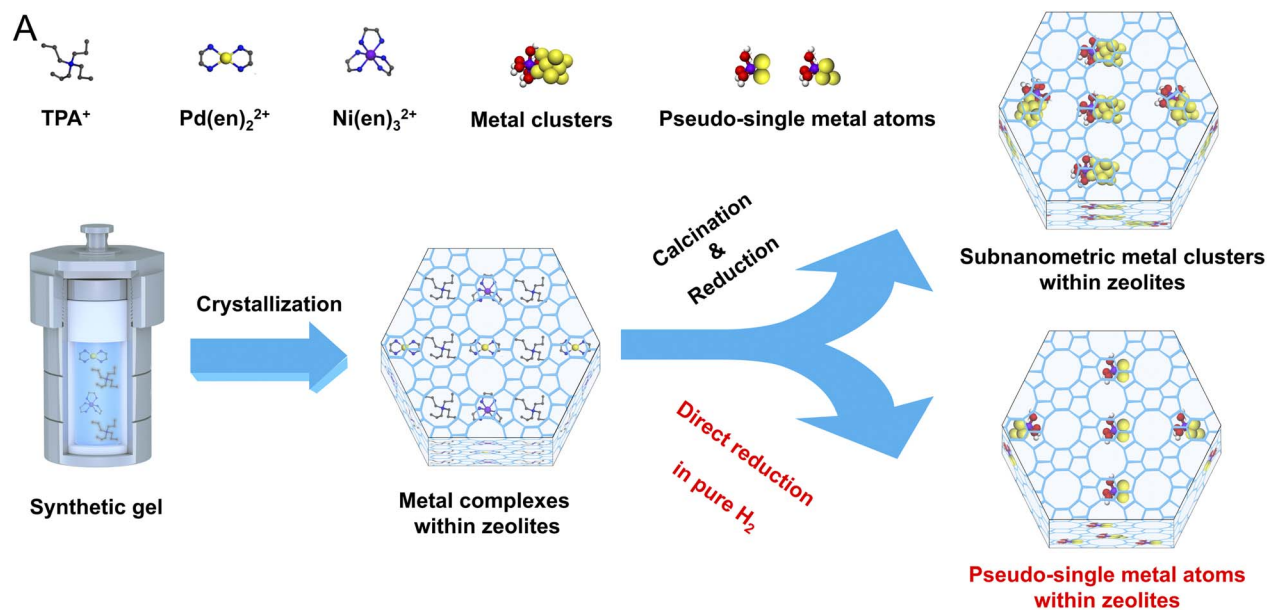 A
TPA⁺
Pd(en)₂²⁺
Ni(en)₃²⁺
Metal clusters
Pseudo-single metal atoms
Crystallization
Calcination
&
Reduction
Subnanometric metal clusters
within zeolites
Synthetic gel
Metal complexes
within zeolites
Direct reduction
in pure H₂
Pseudo-single metal atoms
within zeolites